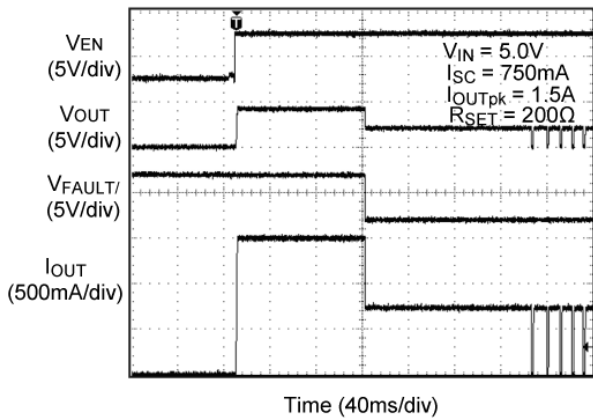 VEN
(5V/div)
VOUT
(5V/div)
VFAULT/
(5V/div)
IOUT
(500mA/div)
VIN = 5.0V
ISC = 750mA
IOUTpk = 1.5A
RSET = 200Ω
Time (40ms/div)